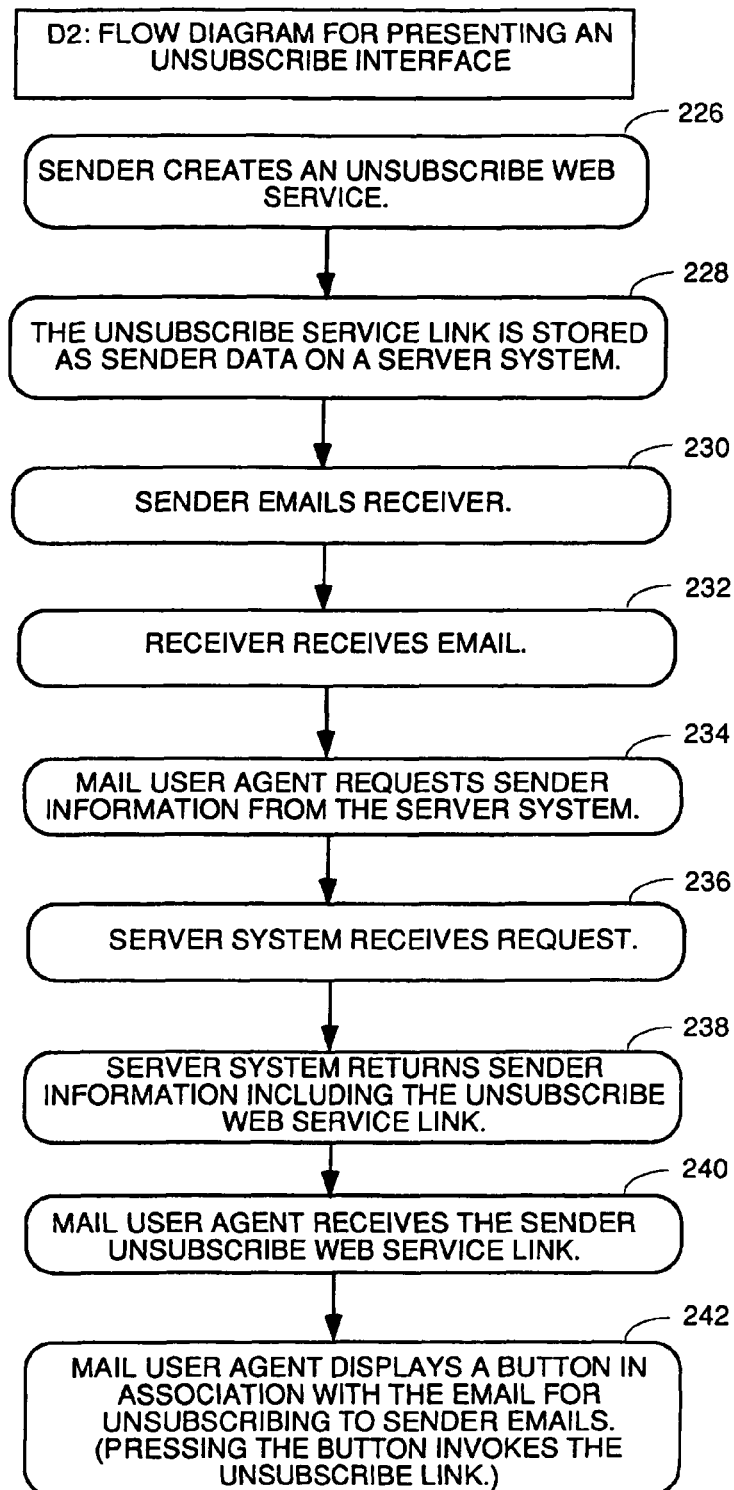 D2: FLOW DIAGRAM FOR PRESENTING AN
UNSUBSCRIBE INTERFACE
226
SENDER CREATES AN UNSUBSCRIBE WEB
SERVICE.
228
THE UNSUBSCRIBE SERVICE LINK IS STORED
AS SENDER DATA ON A SERVER SYSTEM.
230
SENDER EMAILS RECEIVER.
232
RECEIVER RECEIVES EMAIL.
234
MAIL USER AGENT REQUESTS SENDER
INFORMATION FROM THE SERVER SYSTEM.
236
SERVER SYSTEM RECEIVES REQUEST.
238
SERVER SYSTEM RETURNS SENDER
INFORMATION INCLUDING THE UNSUBSCRIBE
WEB SERVICE LINK.
240
MAIL USER AGENT RECEIVES THE SENDER
UNSUBSCRIBE WEB SERVICE LINK.
242
MAIL USER AGENT DISPLAYS A BUTTON IN
ASSOCIATION WITH THE EMAIL FOR
UNSUBSCRIBING TO SENDER EMAILS.
(PRESSING THE BUTTON INVOKES THE
UNSUBSCRIBE LINK.)